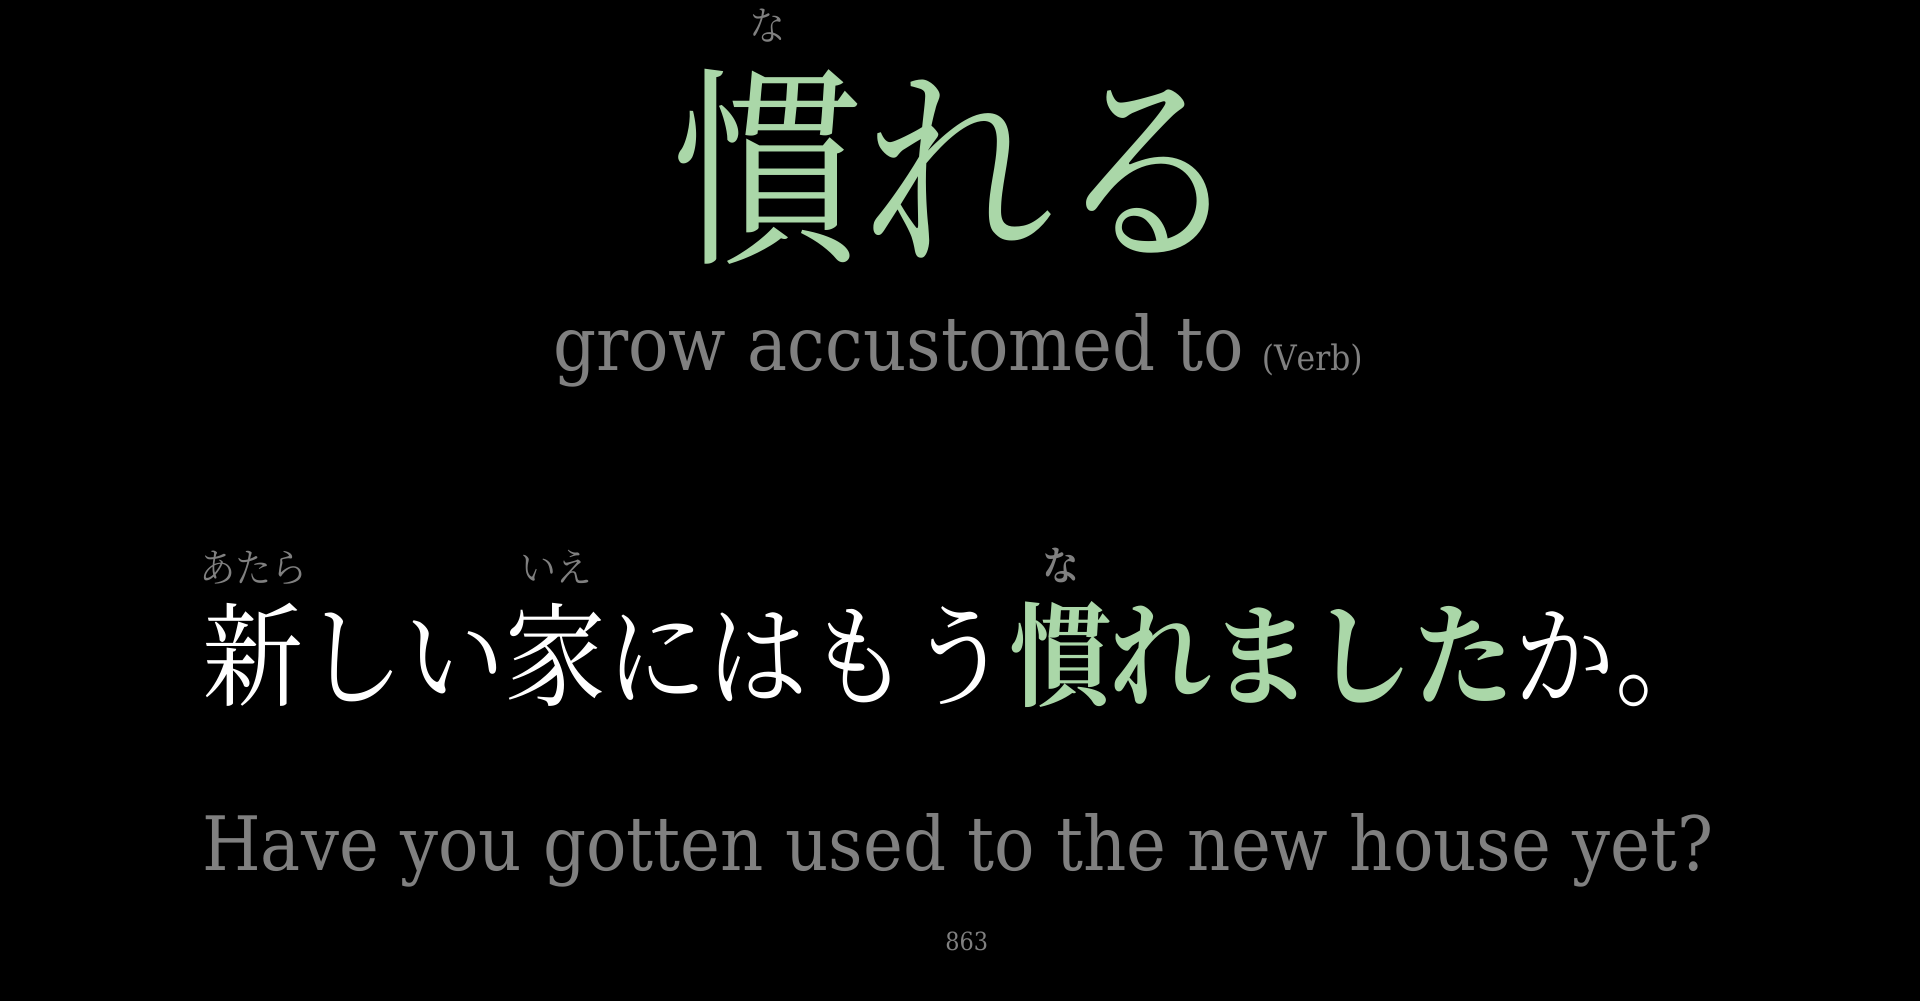 な
慣れる
grow accustomed to (Verb)
あたら いえ な
新しい家にはもう慣れましたか。
Have you gotten used to the new house yet?
863